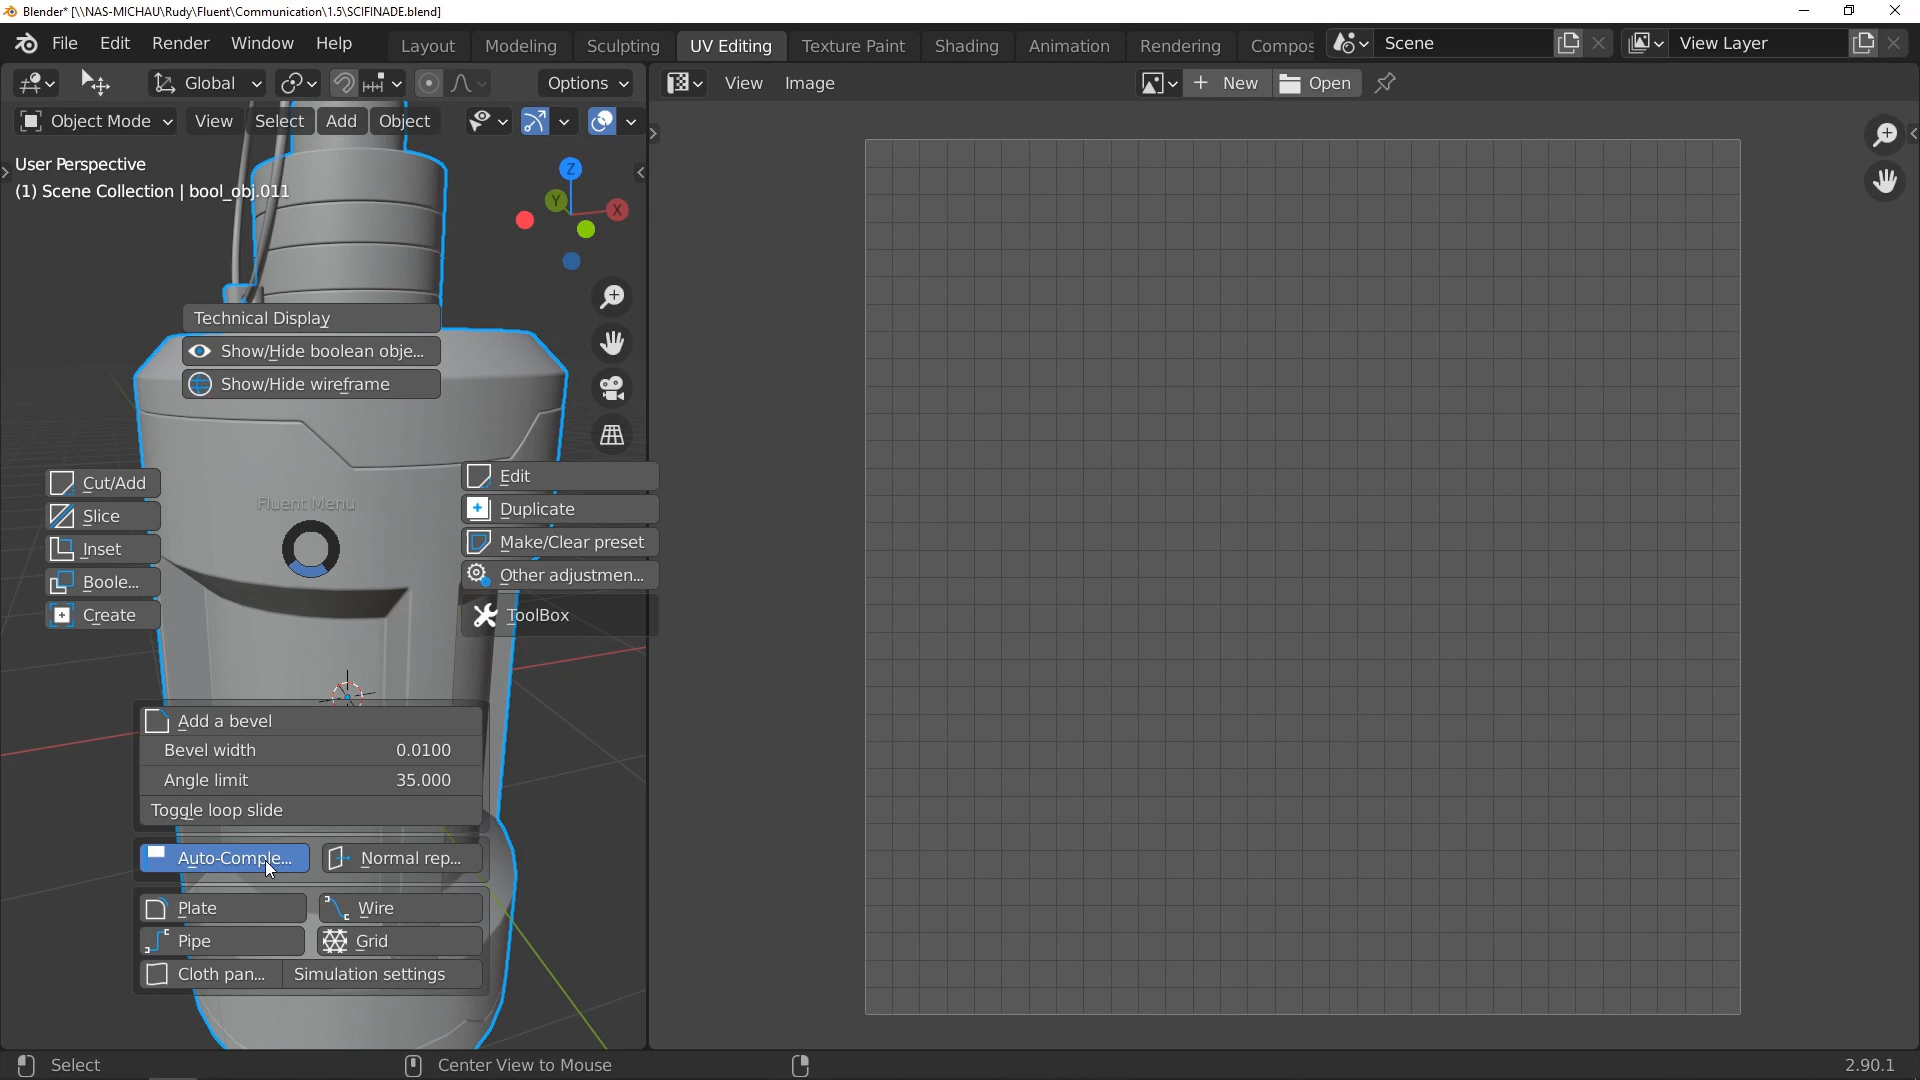 Blender* [\\NAS-MICHAU\Rudy\Fluent\Communication\1.5\SCIFINADE.blend]
File Edit Render Window Help Layout Modeling Sculpting UV Editing Texture Paint Shading Animation Rendering Compos Scene View Layer
Global Options View Image New Open
Object Mode View Select Add Object
User Perspective
(1) Scene Collection | bool_obj.011
Z
Y
X
Technical Display
Show/Hide boolean obje...
Show/Hide wireframe
Cut/Add
Slice
Inset
Boole...
Create
Fluent Menu
Edit
Duplicate
Make/Clear preset
Other adjustmen...
ToolBox
Add a bevel
Bevel width 0.0100
Angle limit 35.000
Toggle loop slide
Auto-Comple... Normal rep...
Plate Wire
Pipe Grid
Cloth pan... Simulation settings
Select Center View to Mouse 2.90.1